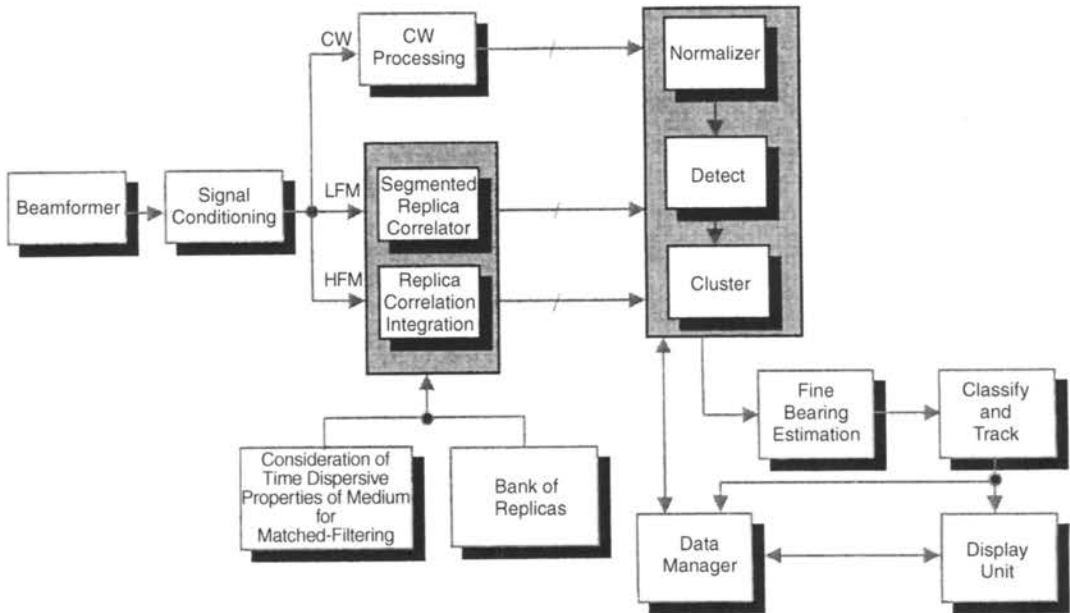 CW
CW
Processing
Normalizer
Detect
Cluster
Beamformer
Signal
Conditioning
LFM
Segmented
Replica
Correlator
HFM
Replica
Correlation
Integration
Consideration of
Time Dispersive
Properties of Medium
for
Matched-Filtering
Bank of
Replicas
Fine
Bearing
Estimation
Classify
and
Track
Data
Manager
Display
Unit